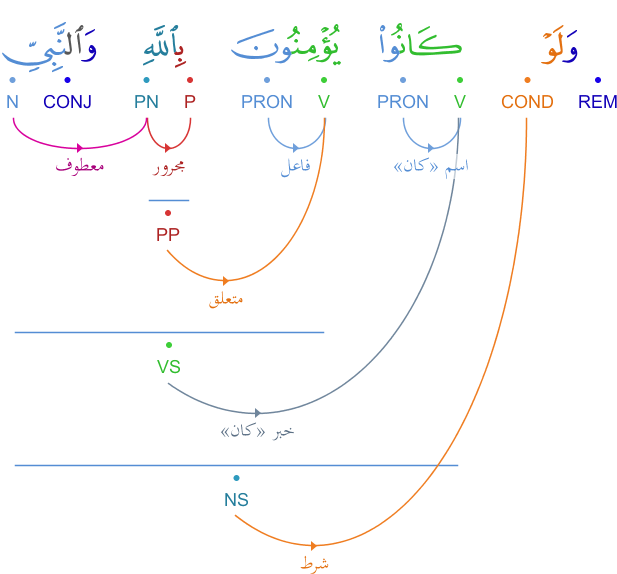 وَلَوْ كَانُوا۟ يُؤْمِنُونَ بِٱللَّهِ وَٱلنَّبِىِّ
REM COND V PRON V PRON P PN CONJ N
اسم «كان» فاعل مجرور معطوف
PP
متعلق
VS
خبر «كان»
NS
شرط